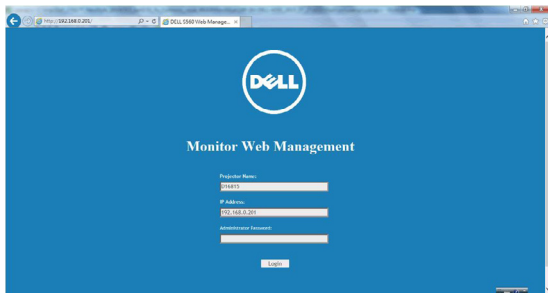 http://192.168.0.201/
DELL S560 Web Manage...
DELL
Monitor Web Management
Projector Name:
IP Address:
192.168.0.201
Administrator Password:
Login